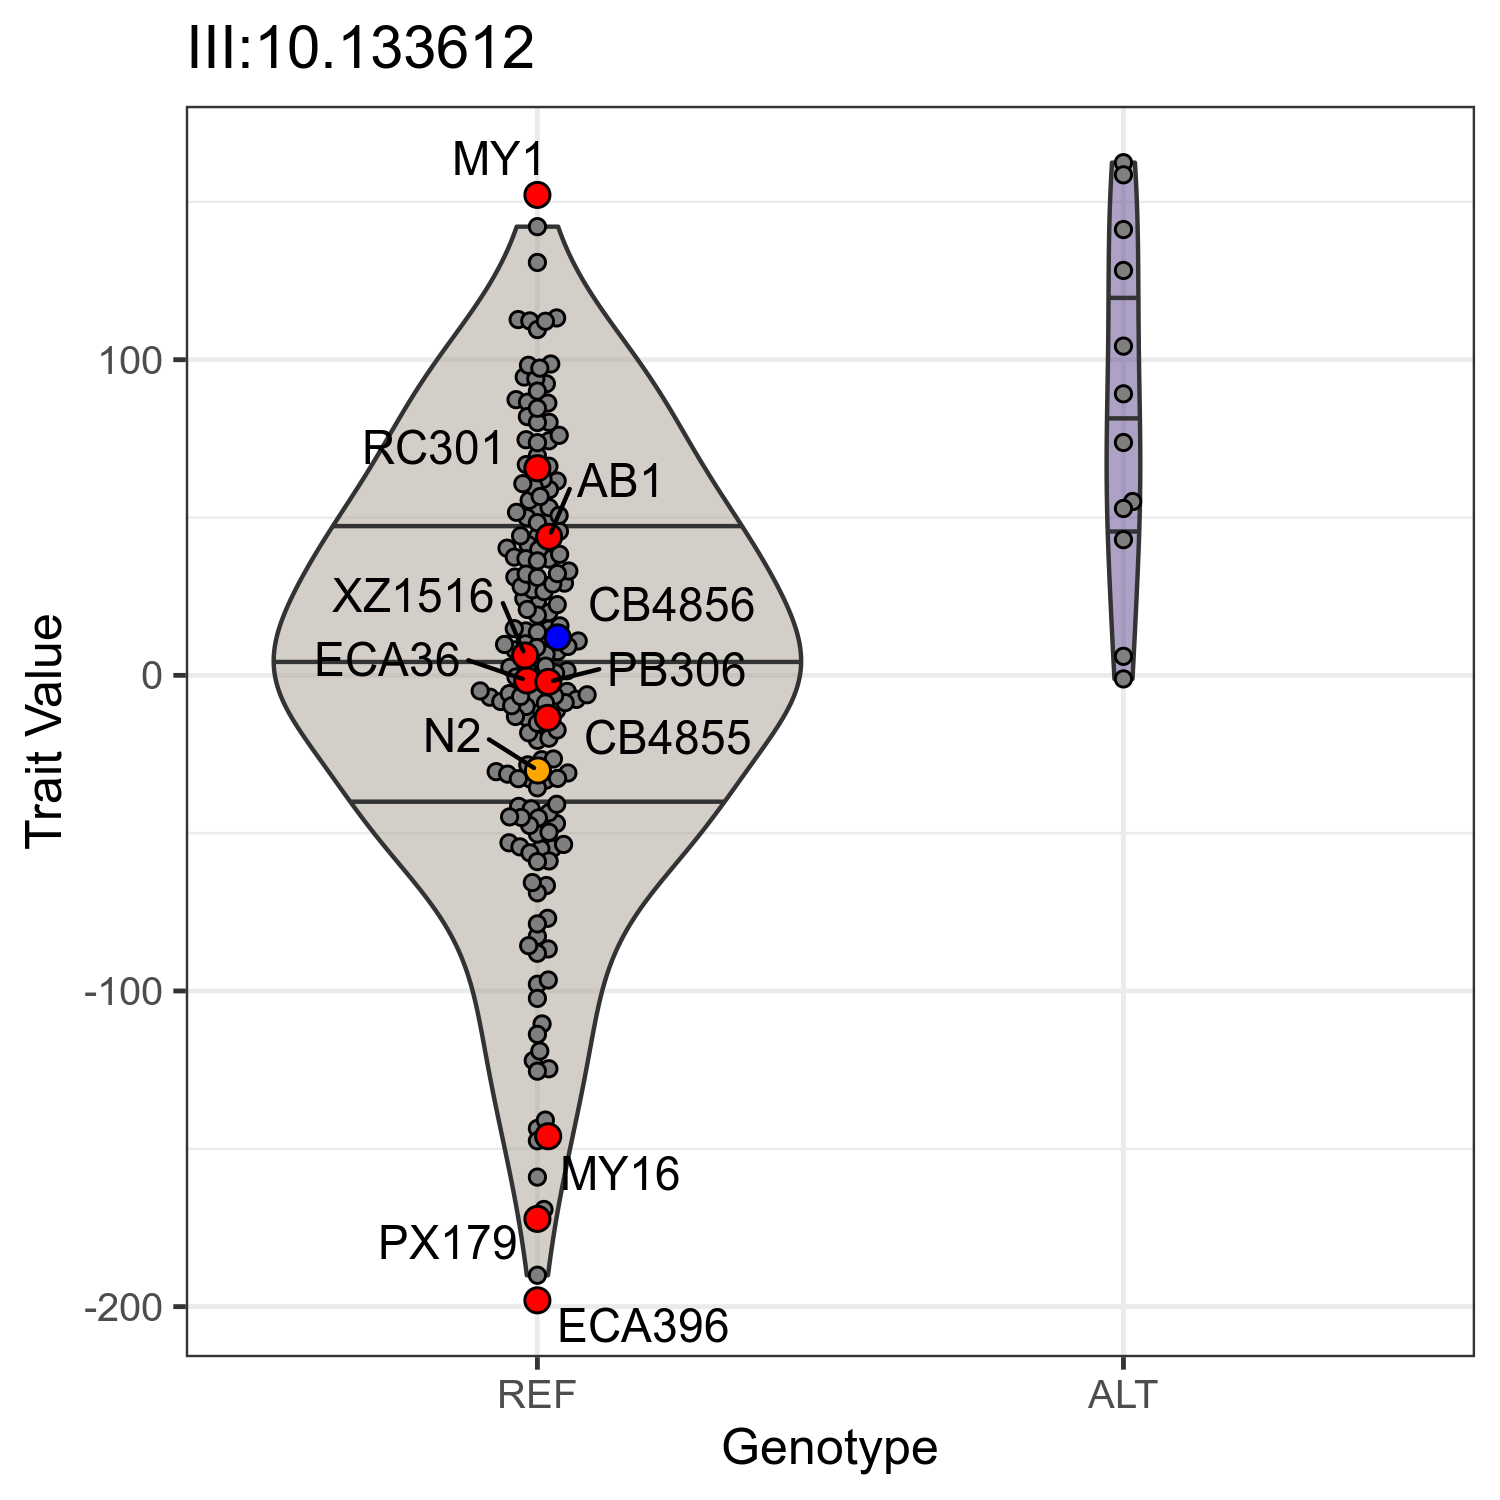 III:10.133612
MY1
100
RC301
AB1
XZ1516
CB4856
ECA36
PB306
0
N2
CB4855
Trait Value
-100
MY16
PX179
-200
ECA396
REF
ALT
Genotype